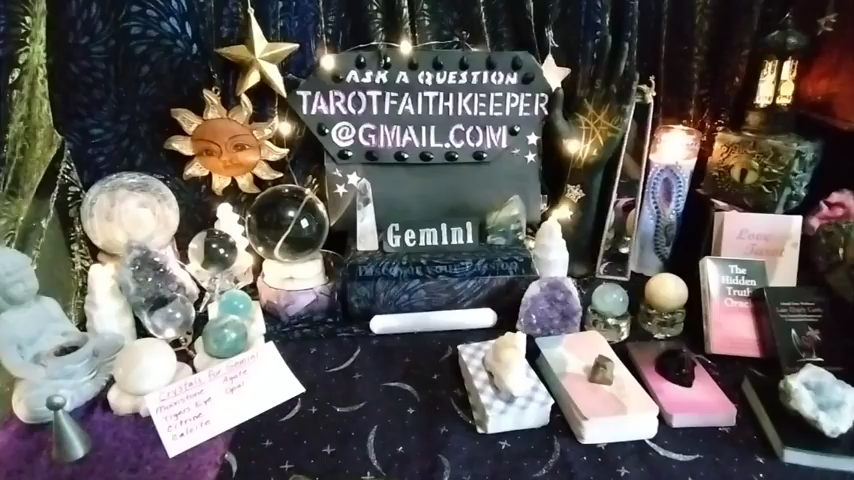 ASK A QUESTION
TAROTFAITHKEEPER
@GMAIL.COM
Gemini
Love
Tarot
The
Hidden
Truth
Oracle
Crystals for Gemini
Moonstone Agate
Tigers Eye Opal
Citrine
Calcite